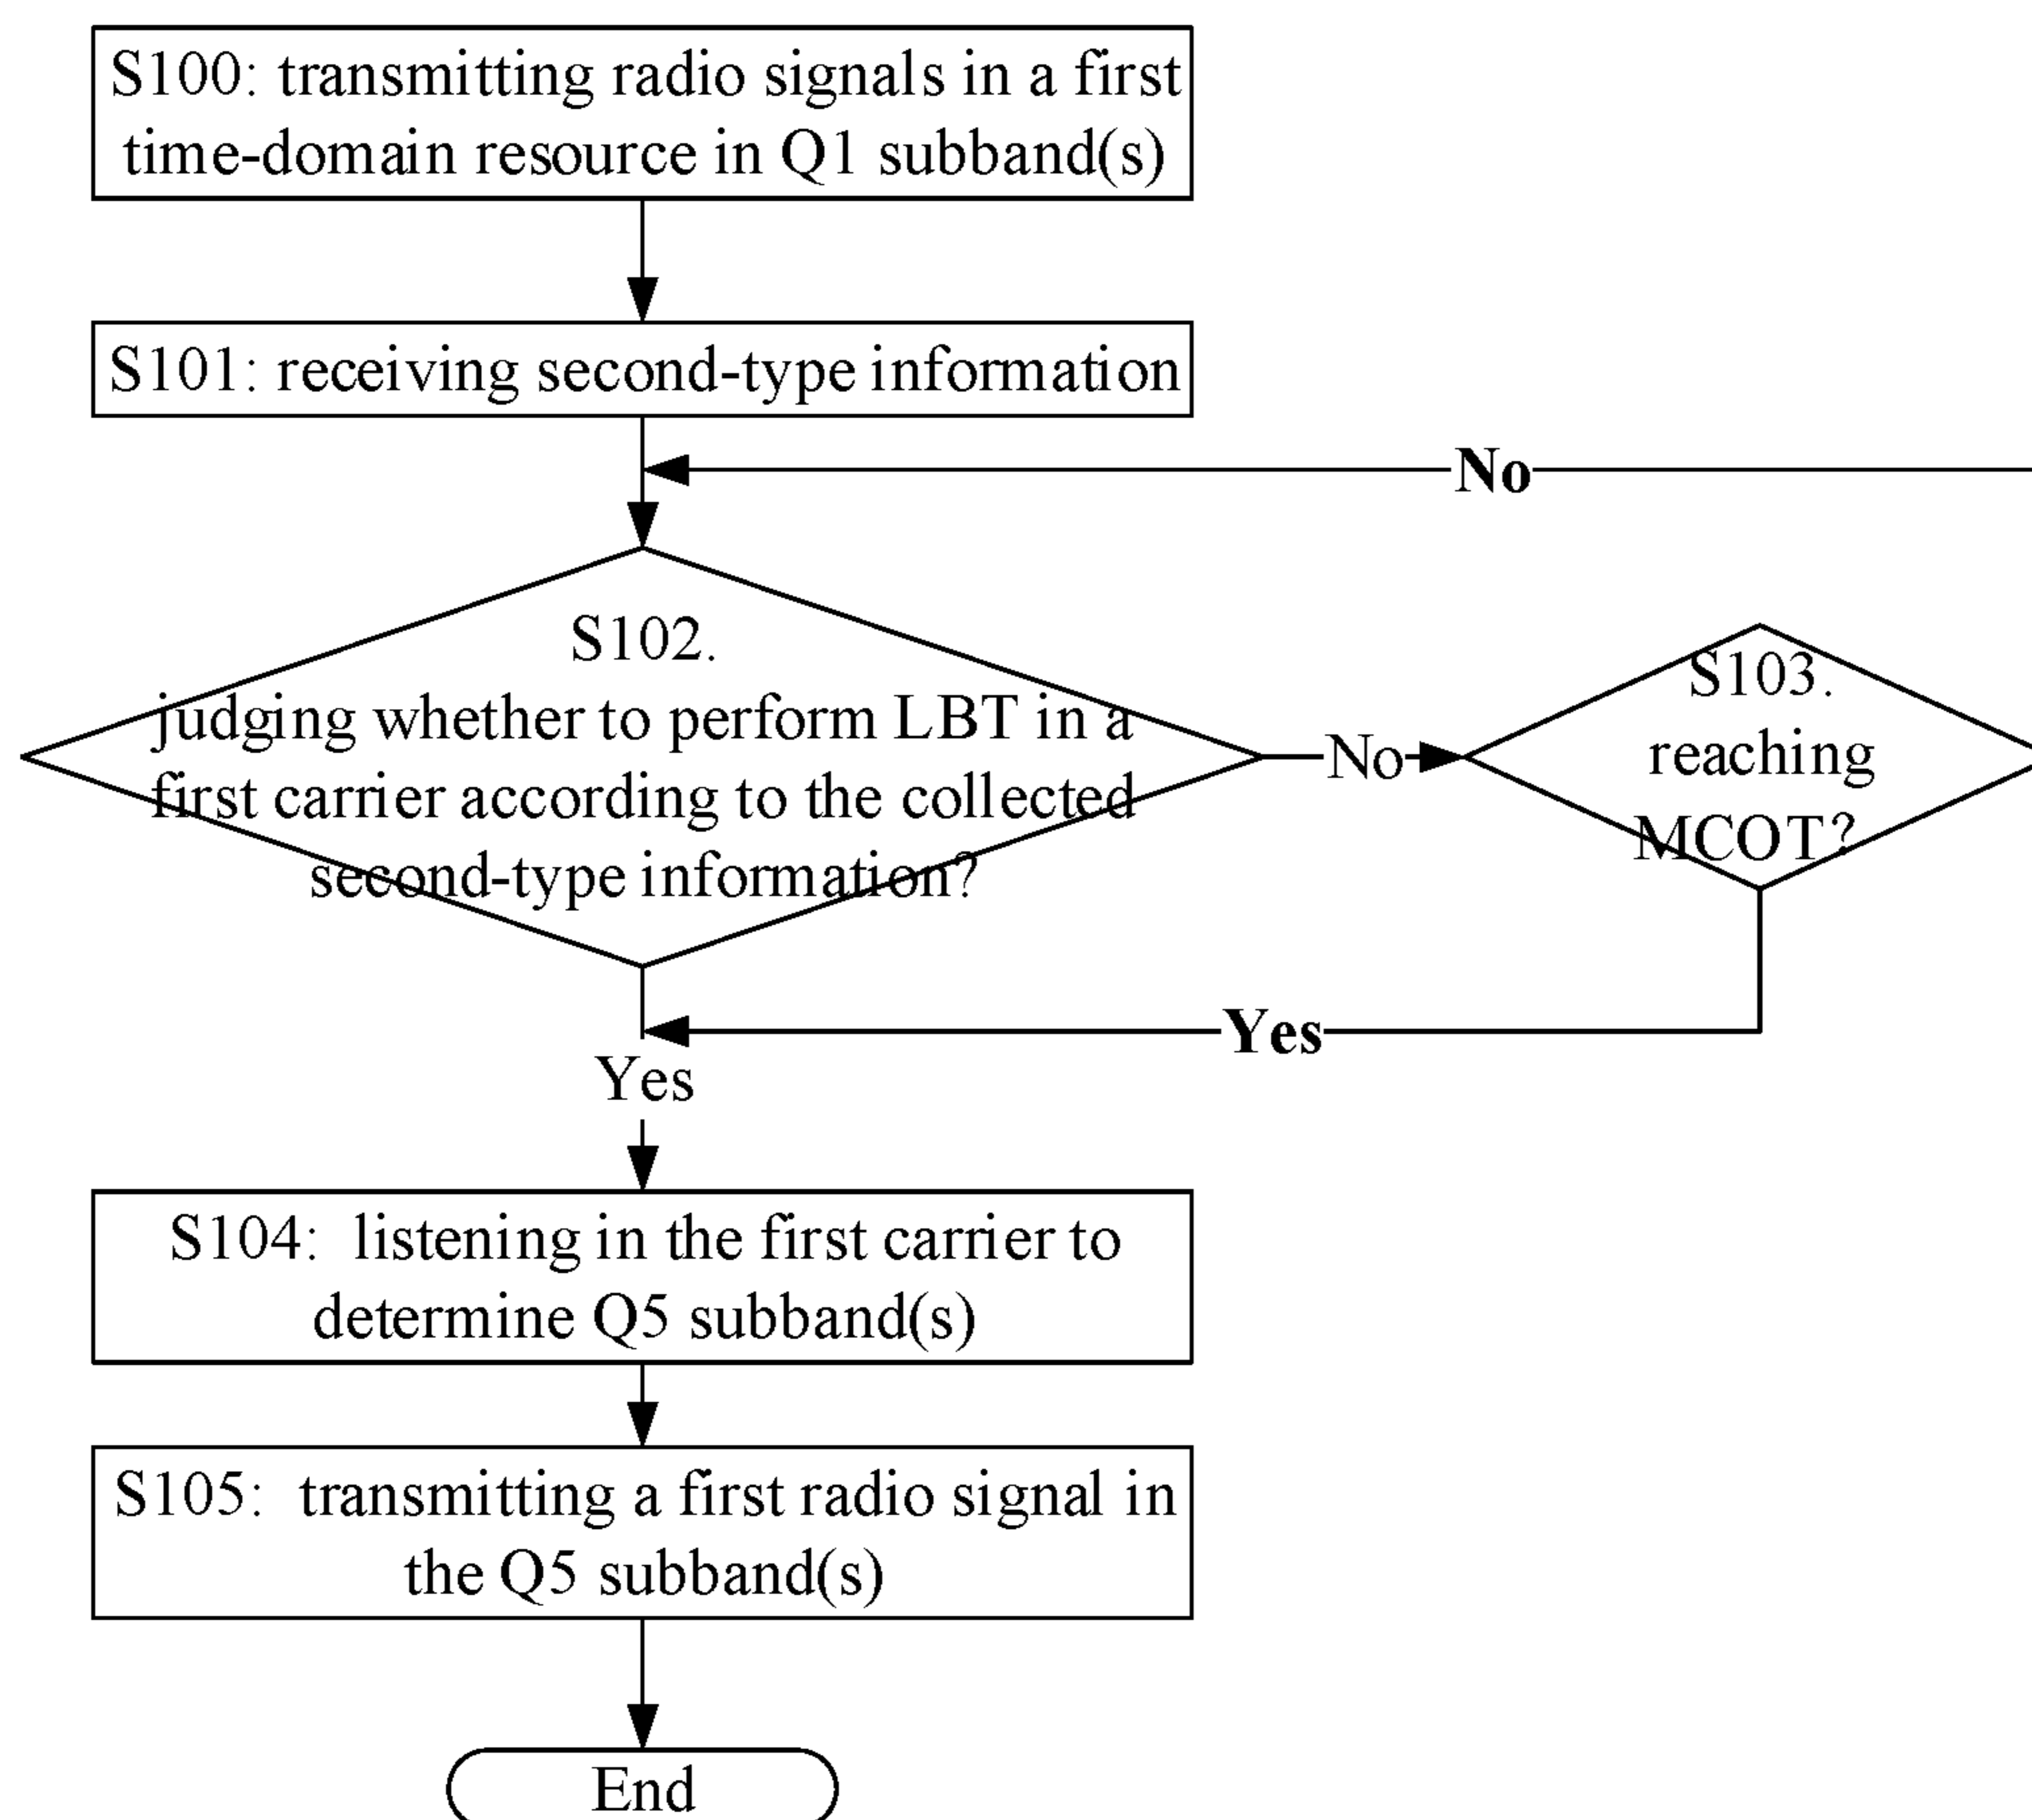 S100: transmitting radio signals in a first
time-domain resource in Q1 subband(s)
S101: receiving second-type information
No
S102.
judging whether to perform LBT in a
first carrier according to the collected
second-type information?
No
S103.
reaching
MCOT?
Yes
Yes
S104: listening in the first carrier to
determine Q5 subband(s)
S105: transmitting a first radio signal in
the Q5 subband(s)
End